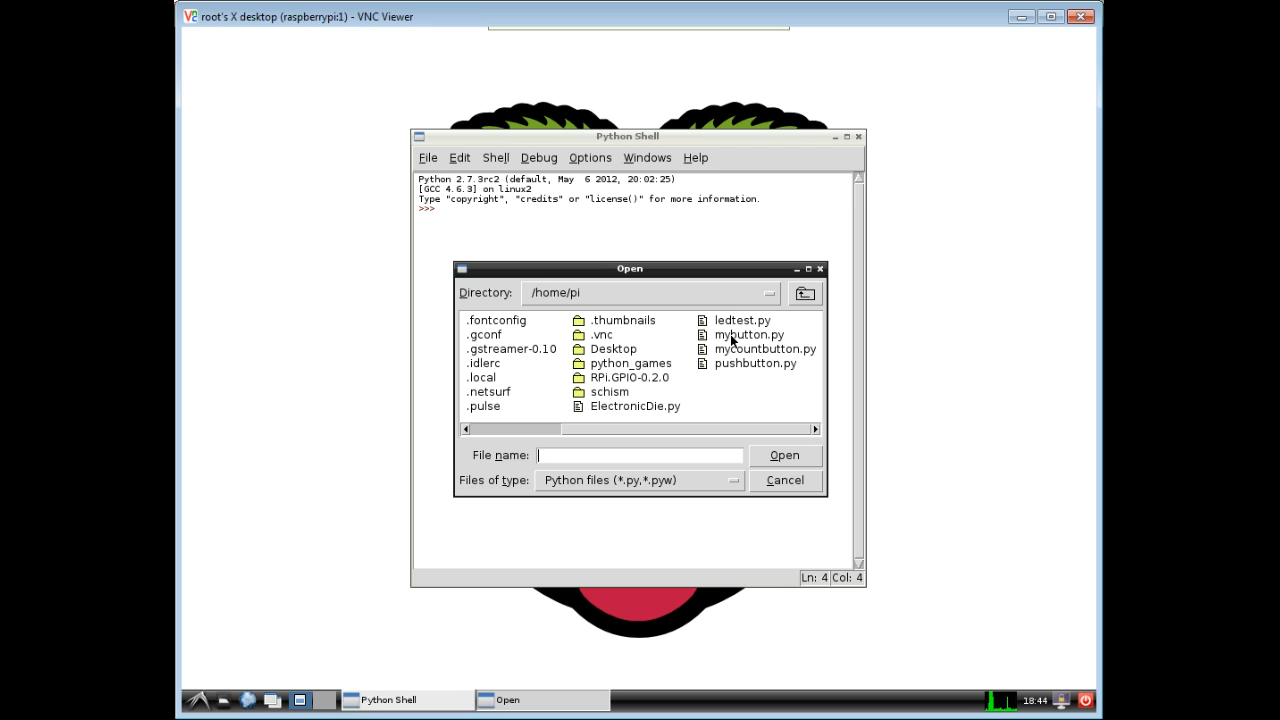 root's X desktop (raspberrypi:1) - VNC Viewer
Python Shell
File Edit Shell Debug Options Windows Help
Python 2.7.3rc2 (default, May  6 2012, 20:02:25)
[GCC 4.6.3] on linux2
Type "copyright", "credits" or "license()" for more information.
>>>
Open
Directory: /home/pi
.fontconfig .thumbnails ledtest.py
.gconf .vnc mybutton.py
.gstreamer-0.10 Desktop mycountbutton.py
.idlerc python_games pushbutton.py
.local RPi.GPIO-0.2.0
.netsurf schism
.pulse ElectronicDie.py
File name: Open
Files of type: Python files (*.py,*.pyw) Cancel
Ln: 4 Col: 4
Python Shell Open 18:44